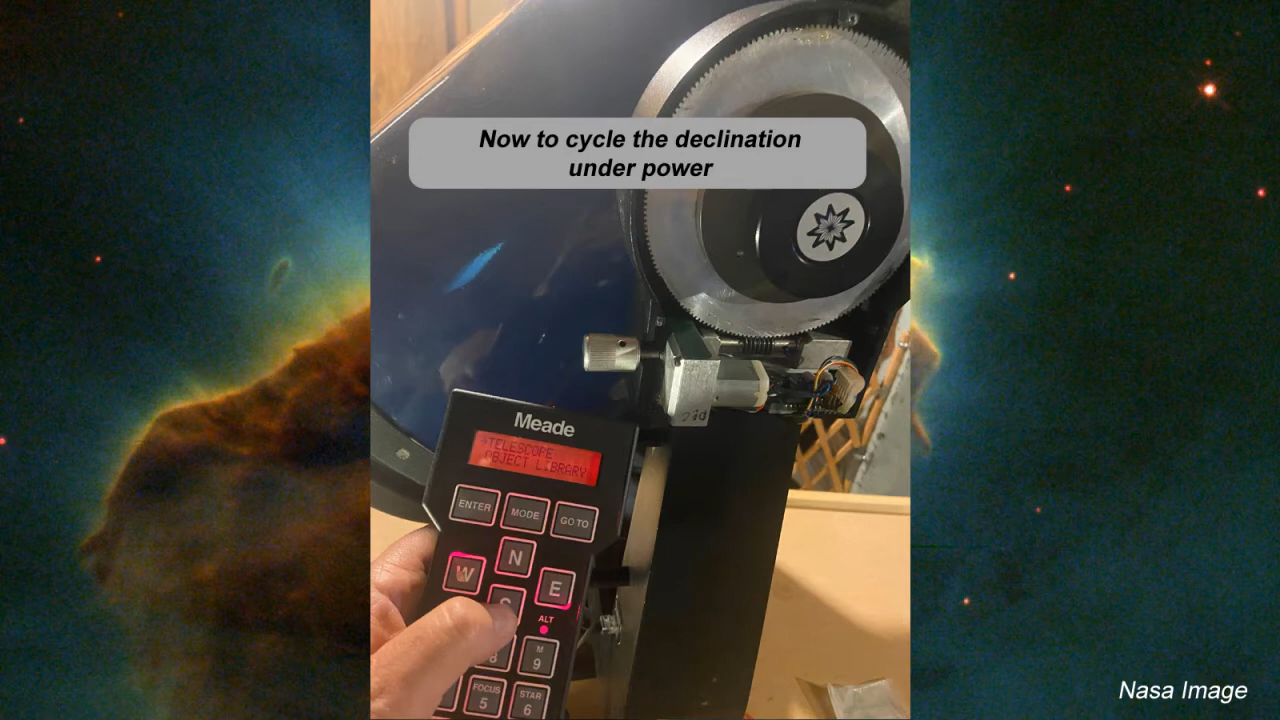 Now to cycle the declination
under power
Meade
TELESCOPE
OBJECT LIBRARY
ENTER
MODE
GO TO
N
W
E
S
ALT
8
M
9
FOCUS
5
STAR
6
Nasa Image